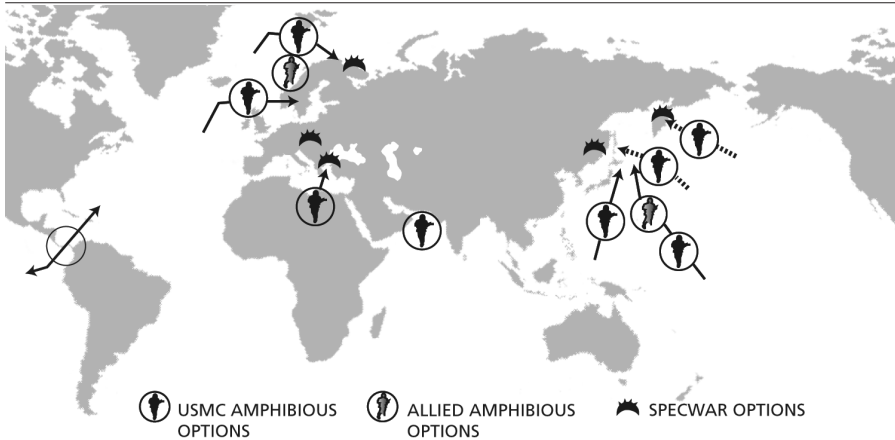 USMC AMPHIBIOUS
OPTIONS
ALLIED AMPHIBIOUS
OPTIONS
SPECWAR OPTIONS